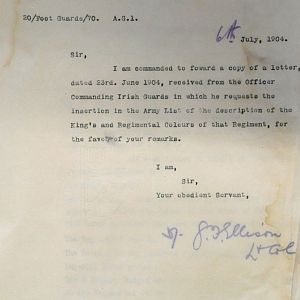 20/Foot Guards/70. A.G.1.
6th July, 1904.
Sir,
I am commanded to foward a copy of a letter,
dated 23rd. June 1904, received from the Officer
Commanding Irish Guards in which he requests the
insertion in the Army List of the description of the
King's and Regimental Colours of that Regiment, for
the favor of your remarks.
I am,
Sir,
Your obedient Servant,
G F Ellison
Lt Col